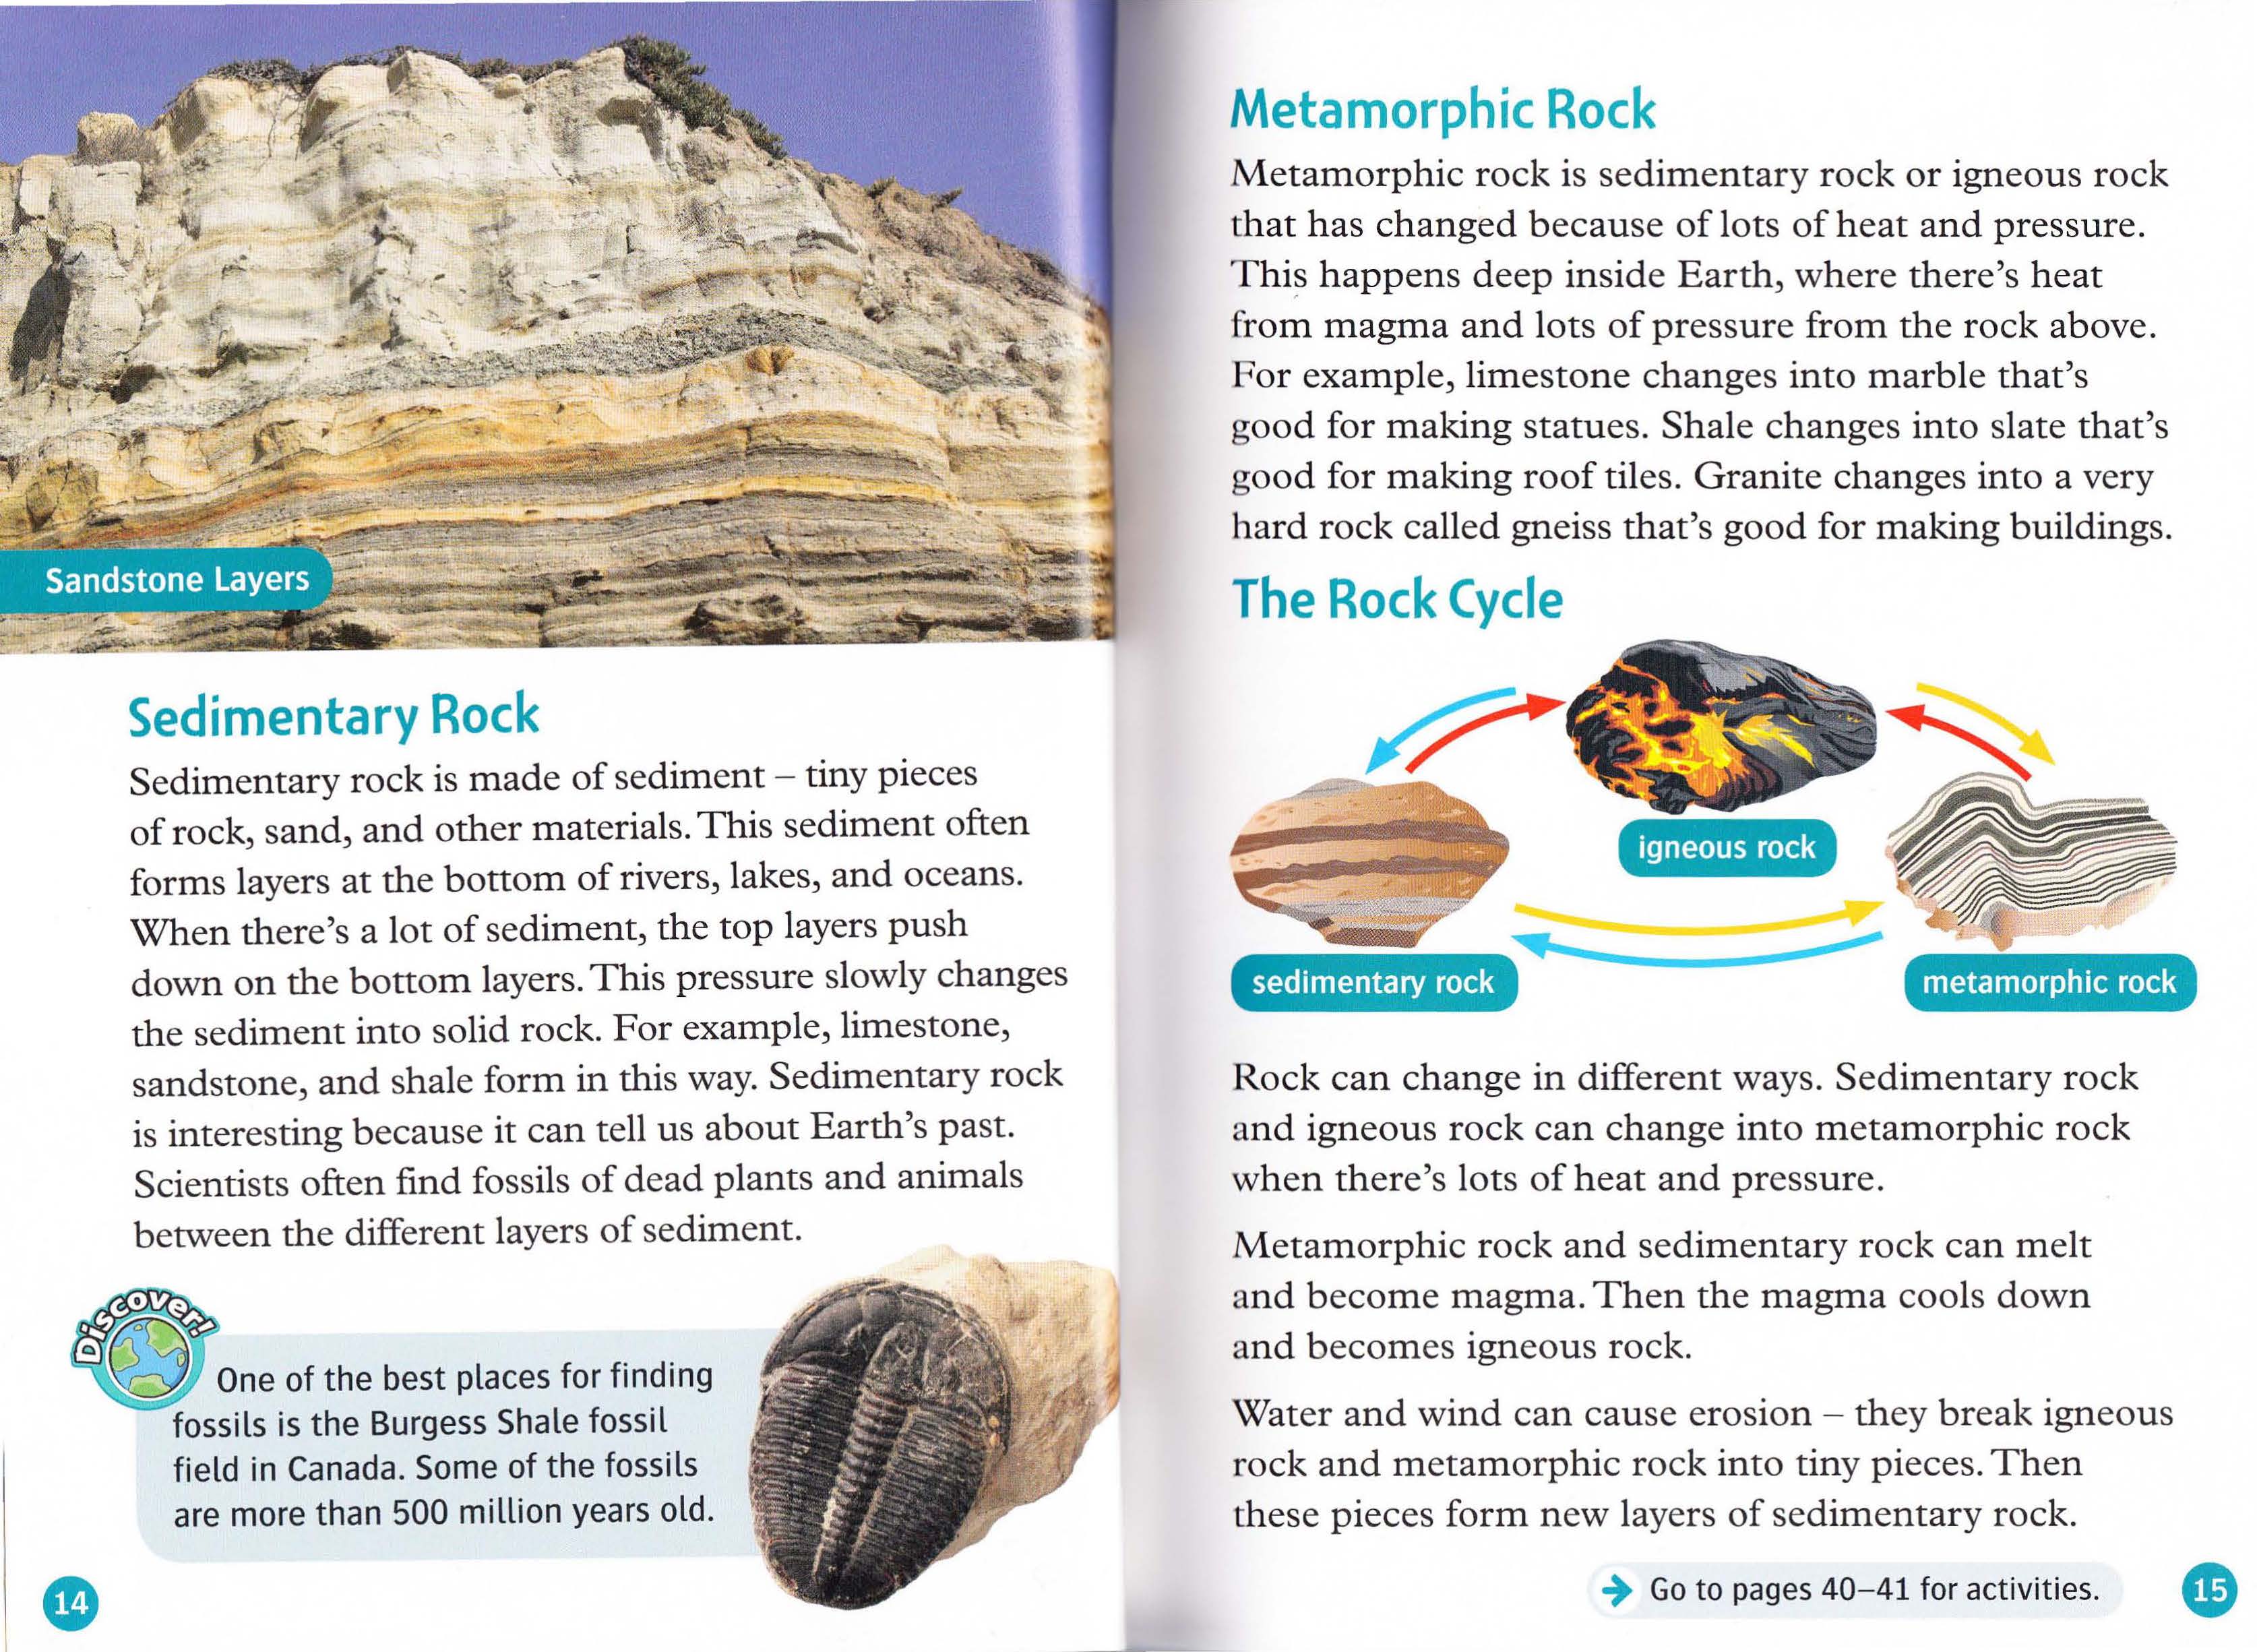 Sandstone Layers
Sedimentary Rock
Sedimentary rock is made of sediment – tiny pieces
of rock, sand, and other materials. This sediment often
forms layers at the bottom of rivers, lakes, and oceans.
When there's a lot of sediment, the top layers push
down on the bottom layers. This pressure slowly changes
the sediment into solid rock. For example, limestone,
sandstone, and shale form in this way. Sedimentary rock
is interesting because it can tell us about Earth's past.
Scientists often find fossils of dead plants and animals
between the different layers of sediment.
Discover!
One of the best places for finding
fossils is the Burgess Shale fossil
field in Canada. Some of the fossils
are more than 500 million years old.
14
Metamorphic Rock
Metamorphic rock is sedimentary rock or igneous rock
that has changed because of lots of heat and pressure.
This happens deep inside Earth, where there's heat
from magma and lots of pressure from the rock above.
For example, limestone changes into marble that's
good for making statues. Shale changes into slate that's
good for making roof tiles. Granite changes into a very
hard rock called gneiss that's good for making buildings.
The Rock Cycle
igneous rock
sedimentary rock
metamorphic rock
Rock can change in different ways. Sedimentary rock
and igneous rock can change into metamorphic rock
when there's lots of heat and pressure.
Metamorphic rock and sedimentary rock can melt
and become magma. Then the magma cools down
and becomes igneous rock.
Water and wind can cause erosion – they break igneous
rock and metamorphic rock into tiny pieces. Then
these pieces form new layers of sedimentary rock.
Go to pages 40–41 for activities.
15